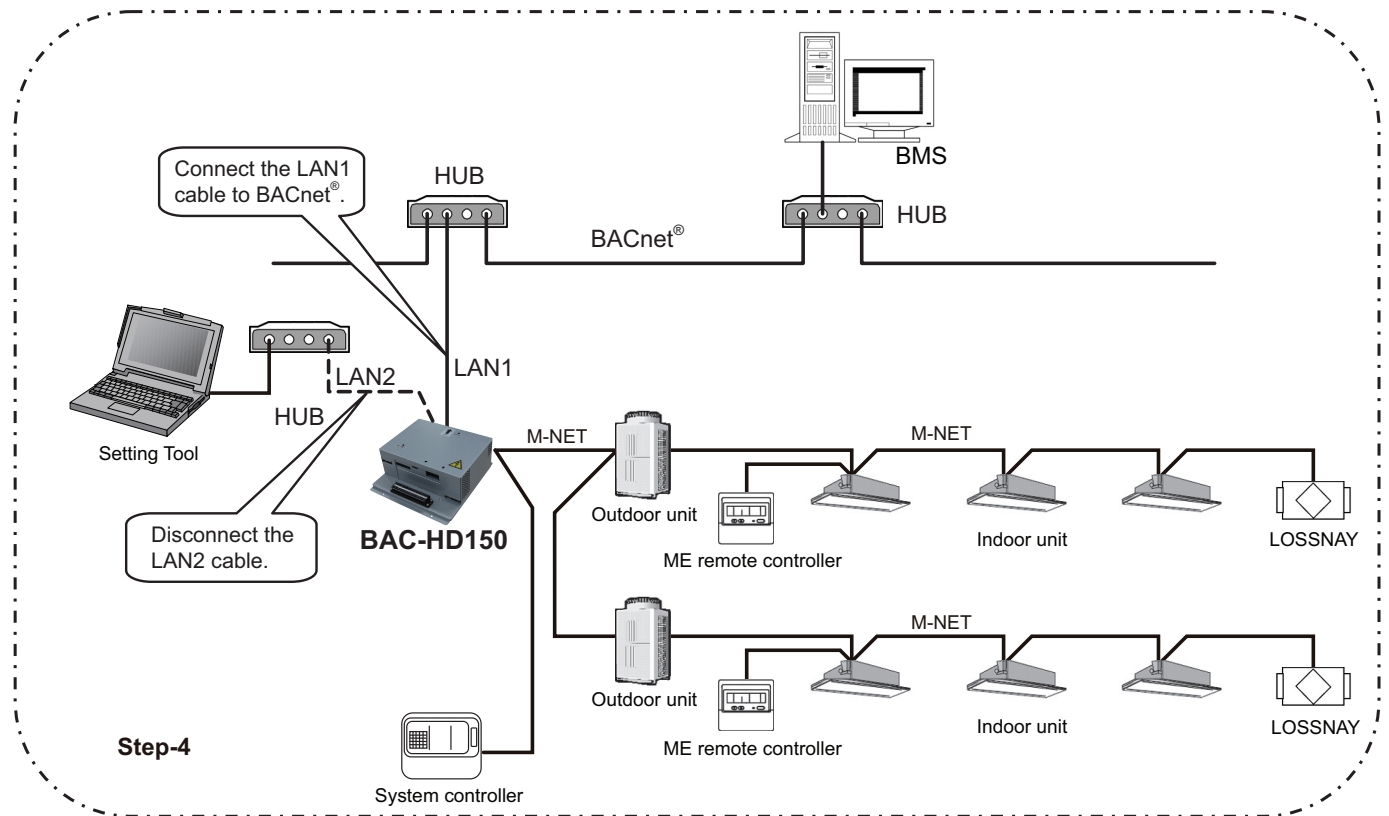 BMS
Connect the LAN1
cable to BACnet®.
HUB
HUB
BACnet®
LAN1
LAN2
HUB
Setting Tool
M-NET
M-NET
Disconnect the
LAN2 cable.
BAC-HD150
Outdoor unit
ME remote controller
Indoor unit
LOSSNAY
M-NET
Outdoor unit
ME remote controller
Indoor unit
LOSSNAY
Step-4
System controller